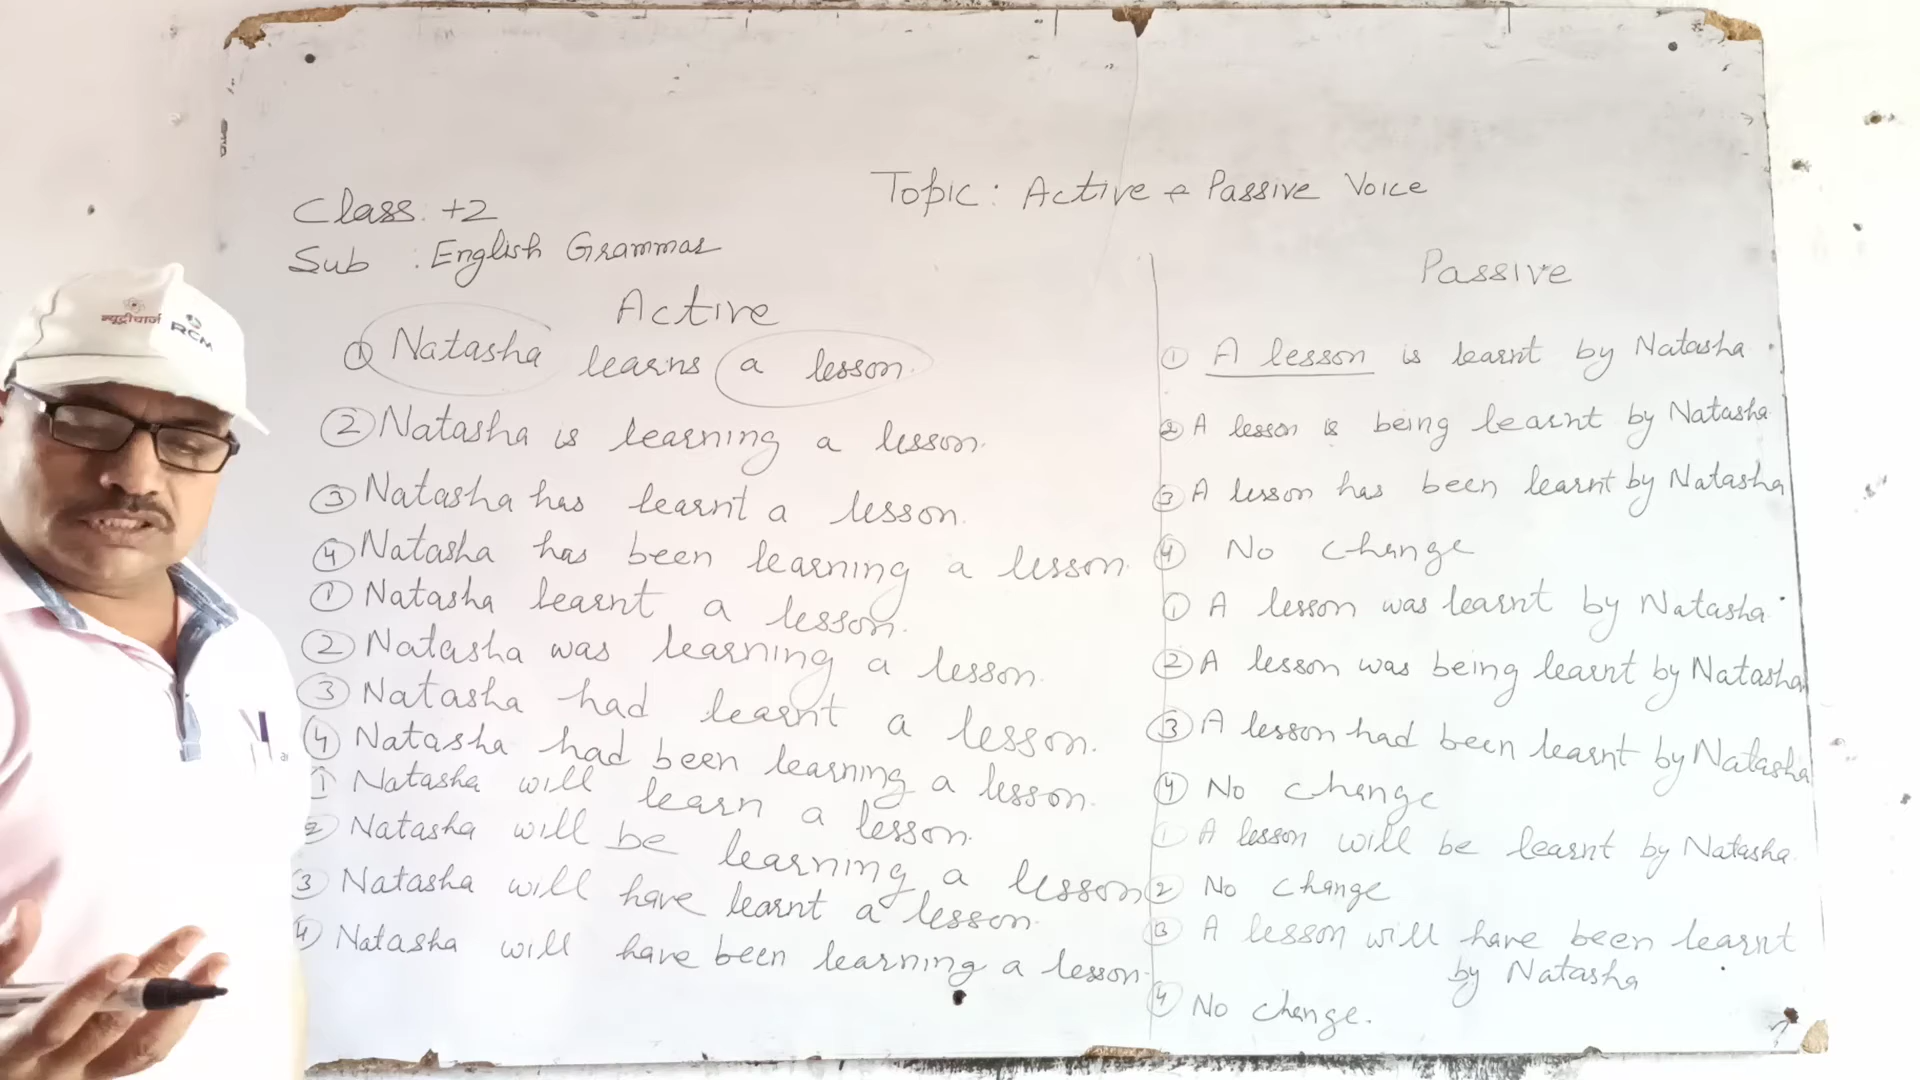 Topic: Active & Passive Voice
Class: +2
Sub : English Grammar
Active
① Natasha learns a lesson.
② Natasha is learning a lesson.
③ Natasha has learnt a lesson.
④ Natasha has been learning a lesson.
① Natasha learnt a lesson.
② Natasha was learning a lesson.
③ Natasha had learnt a lesson.
④ Natasha had been learning a lesson.
① Natasha will learn a lesson.
② Natasha will be learning a lesson
③ Natasha will have learnt a lesson.
④ Natasha will have been learning a lesson.
Passive
① A lesson is learnt by Natasha.
② A lesson is being learnt by Natasha
③ A lesson has been learnt by Natasha
④ No change
① A lesson was learnt by Natasha.
② A lesson was being learnt by Natasha
③ A lesson had been learnt by Natasha
④ No change
① A lesson will be learnt by Natasha.
② No change
③ A lesson will have been learnt
by Natasha.
④ No change.
न्यूट्रीचार्ज
RCM